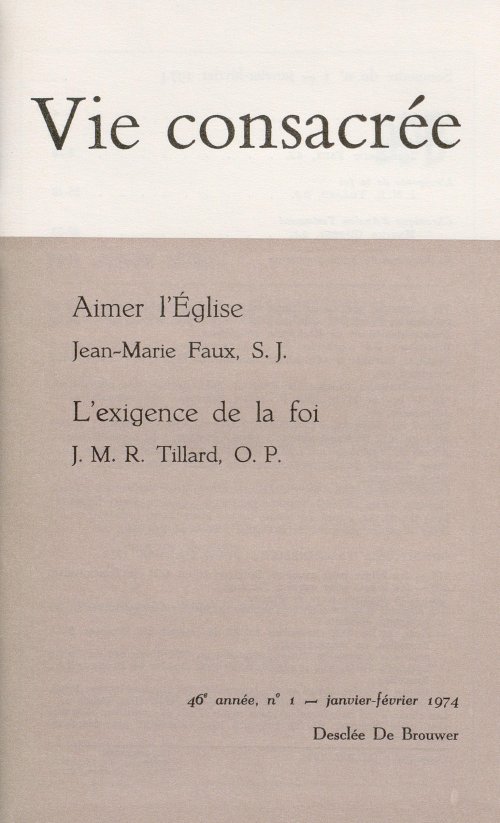 Vie consacrée
Aimer l'Église
Jean-Marie Faux, S. J.
L'exigence de la foi
J. M. R. Tillard, O. P.
46e année, n° 1 — janvier-février 1974
Desclée De Brouwer